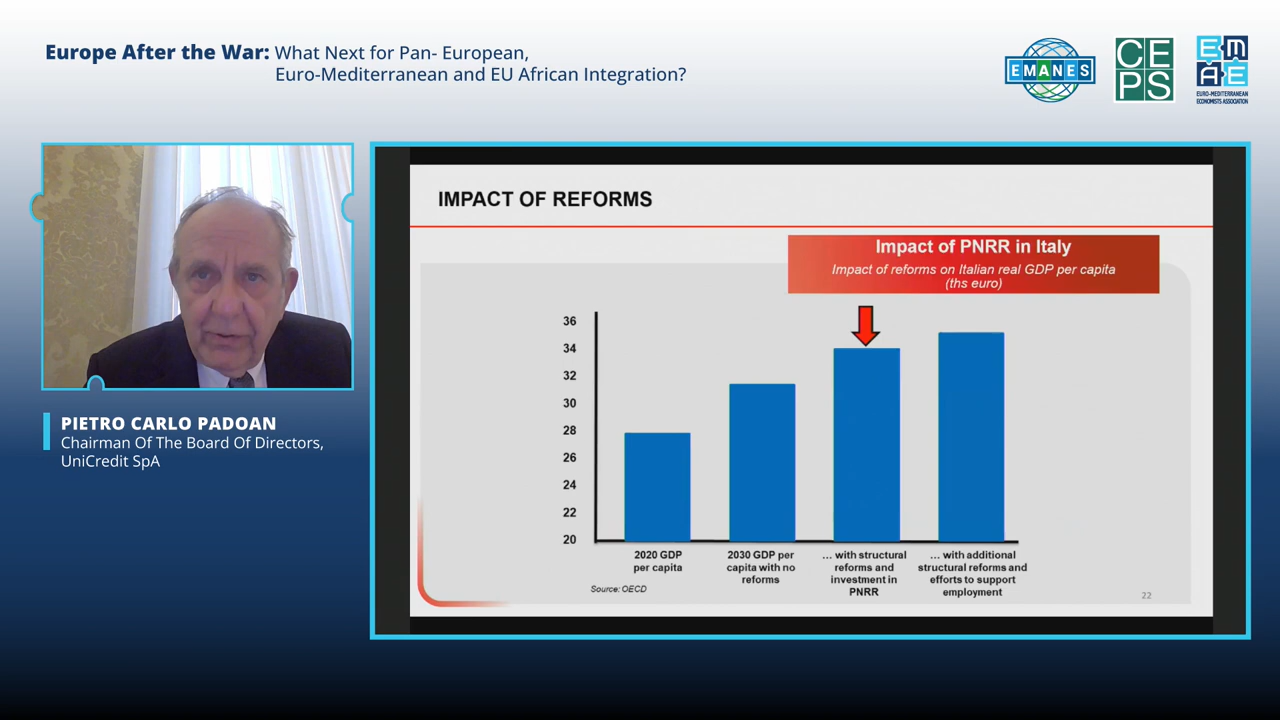 Europe After the War: What Next for Pan- European,
Euro-Mediterranean and EU African Integration?
EMANES
CE
PS
EM
AE
EURO-MEDITERRANEAN
ECONOMISTS ASSOCIATION
PIETRO CARLO PADOAN
Chairman Of The Board Of Directors,
UniCredit SpA
IMPACT OF REFORMS
Impact of PNRR in Italy
Impact of reforms on Italian real GDP per capita
(ths euro)
36
34
32
30
28
26
24
22
20
2020 GDP
per capita
2030 GDP per
capita with no
reforms
... with structural
reforms and
investment in
PNRR
... with additional
structural reforms and
efforts to support
employment
Source: OECD
22